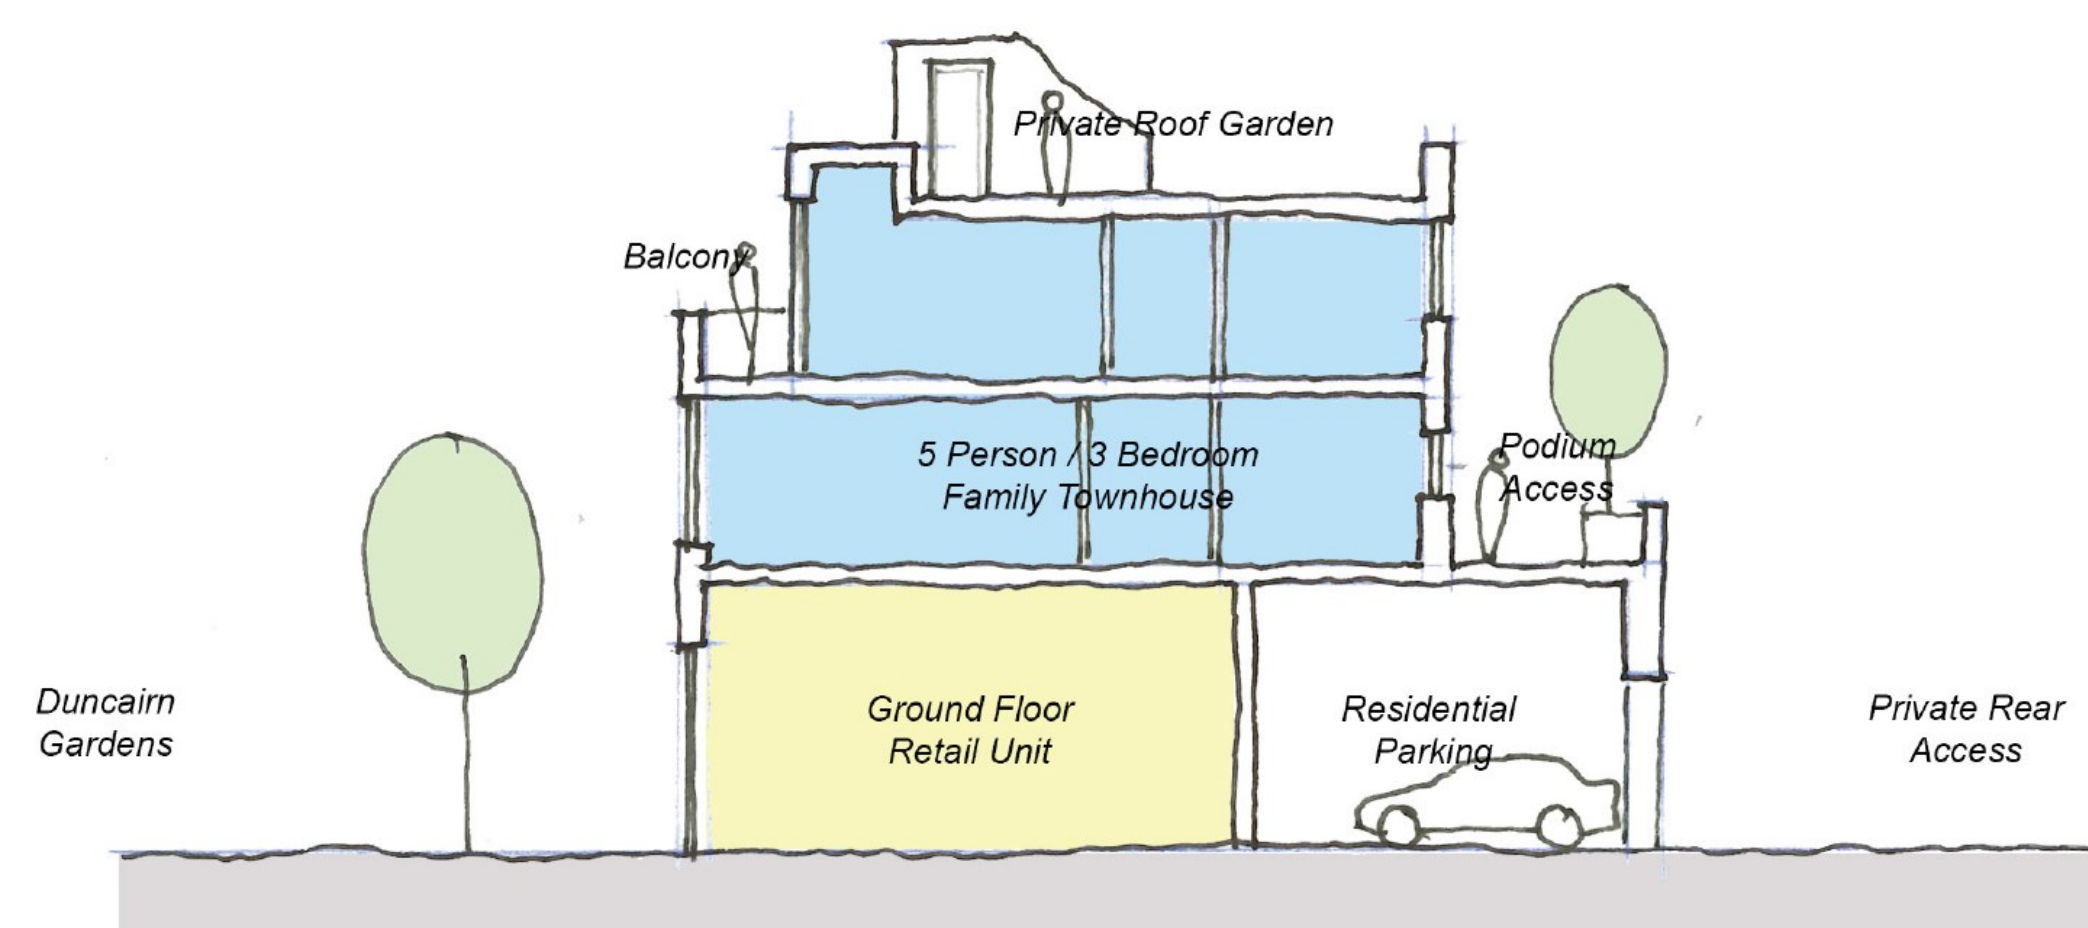 Private Roof Garden
Balcony
5 Person / 3 Bedroom
Family Townhouse
Podium
Access
Duncairn
Gardens
Ground Floor
Retail Unit
Residential
Parking
Private Rear
Access